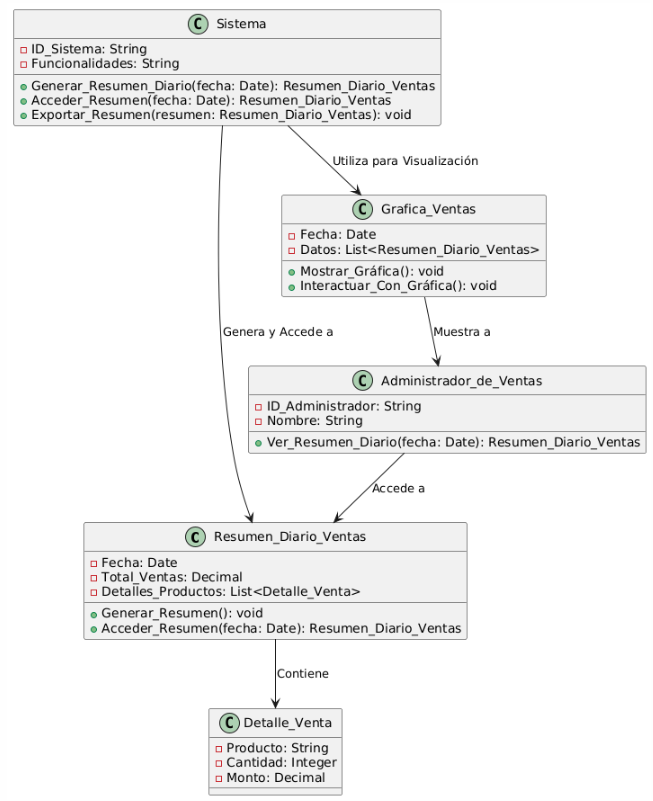 C Sistema
ID_Sistema: String
Funcionalidades: String
Generar_Resumen_Diario(fecha: Date): Resumen_Diario_Ventas
Acceder_Resumen(fecha: Date): Resumen_Diario_Ventas
Exportar_Resumen(resumen: Resumen_Diario_Ventas): void
Utiliza para Visualización
C Grafica_Ventas
Fecha: Date
Datos: List<Resumen_Diario_Ventas>
Mostrar_Gráfica(): void
Interactuar_Con_Gráfica(): void
Genera y Accede a
Muestra a
C Administrador_de_Ventas
ID_Administrador: String
Nombre: String
Ver_Resumen_Diario(fecha: Date): Resumen_Diario_Ventas
Accede a
C Resumen_Diario_Ventas
Fecha: Date
Total_Ventas: Decimal
Detalles_Productos: List<Detalle_Venta>
Generar_Resumen(): void
Acceder_Resumen(fecha: Date): Resumen_Diario_Ventas
Contiene
C Detalle_Venta
Producto: String
Cantidad: Integer
Monto: Decimal